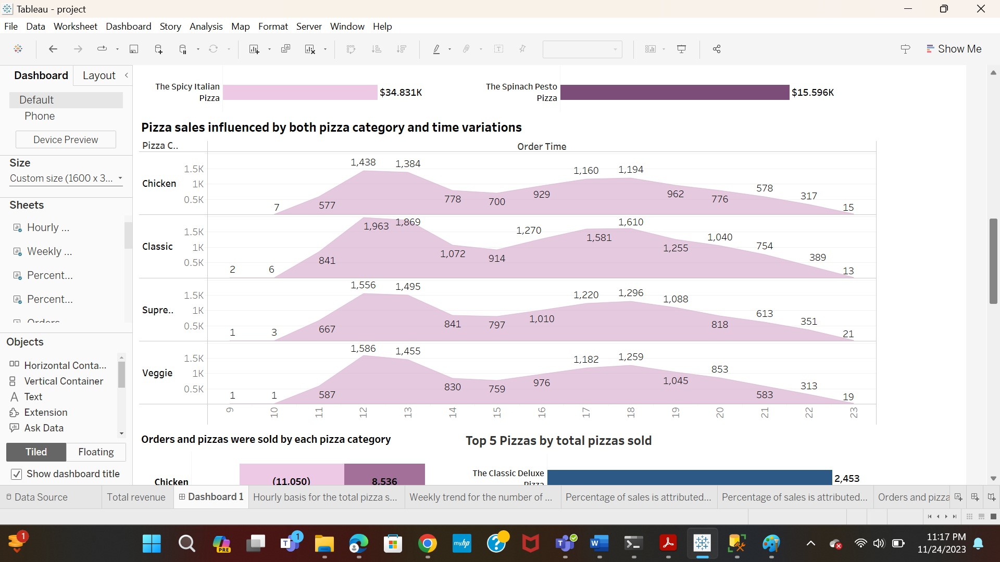 Tableau - project
File Data Worksheet Dashboard Story Analysis Map Format Server Window Help
Show Me
Dashboard Layout
Default
Phone
Device Preview
Size
Custom size (1600 x 3...
Sheets
Hourly ...
Weekly ...
Percent...
Percent...
Orders
Objects
Horizontal Conta...
Vertical Container
Text
Extension
Ask Data
Tiled Floating
Show dashboard title
The Spicy Italian
Pizza
$34.831K
The Spinach Pesto
Pizza
$15.596K
Pizza sales influenced by both pizza category and time variations
Pizza C..
Order Time
Chicken
1.5K
1K
0.5K
7 577 1,438 1,384 778 700 929 1,160 1,194 962 776 578 317 15
Classic
1.5K
1K
0.5K
2 6 841 1,963 1,869 1,072 914 1,270 1,581 1,610 1,255 1,040 754 389 13
Supre..
1.5K
1K
0.5K
1 3 667 1,556 1,495 841 797 1,010 1,220 1,296 1,088 818 613 351 21
Veggie
1.5K
1K
0.5K
1 1 587 1,586 1,455 830 759 976 1,182 1,259 1,045 853 583 313 19
9 10 11 12 13 14 15 16 17 18 19 20 21 22 23
Orders and pizzas were sold by each pizza category
Chicken
(11,050) 8,536
Top 5 Pizzas by total pizzas sold
The Classic Deluxe
Pizza
2,453
Data Source Total revenue Dashboard 1 Hourly basis for the total pizza s... Weekly trend for the number of ... Percentage of sales is attributed... Percentage of sales is attributed... Orders and pizza
1
PRE
T
1
myhp
?
T
W
11:17 PM
11/24/2023